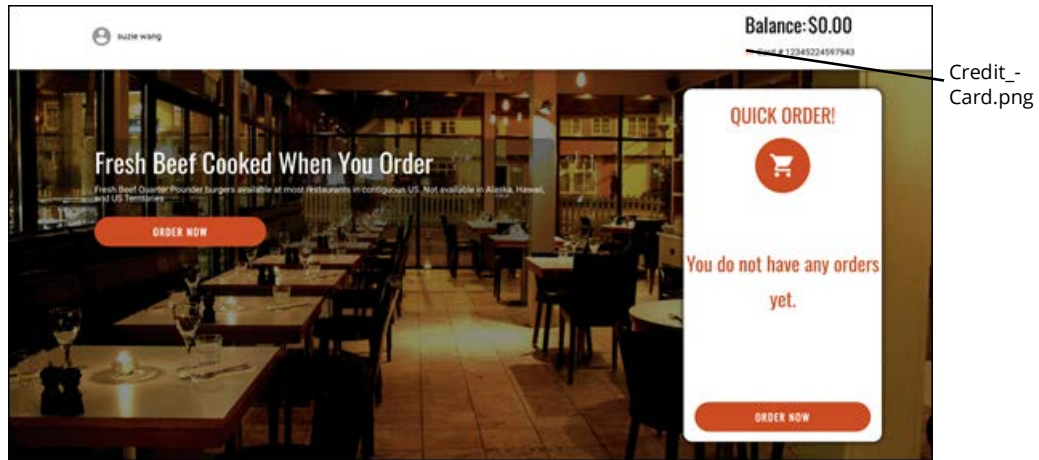 suzie wang
Balance: $0.00
Card # 12345224597943
Credit_-
Card.png
QUICK ORDER!
Fresh Beef Cooked When You Order
Fresh Beef Quarter Pounder burgers available at most restaurants in contiguous US. Not available in Alaska, Hawaii,
and US Territories
ORDER NOW
You do not have any orders
yet.
ORDER NOW